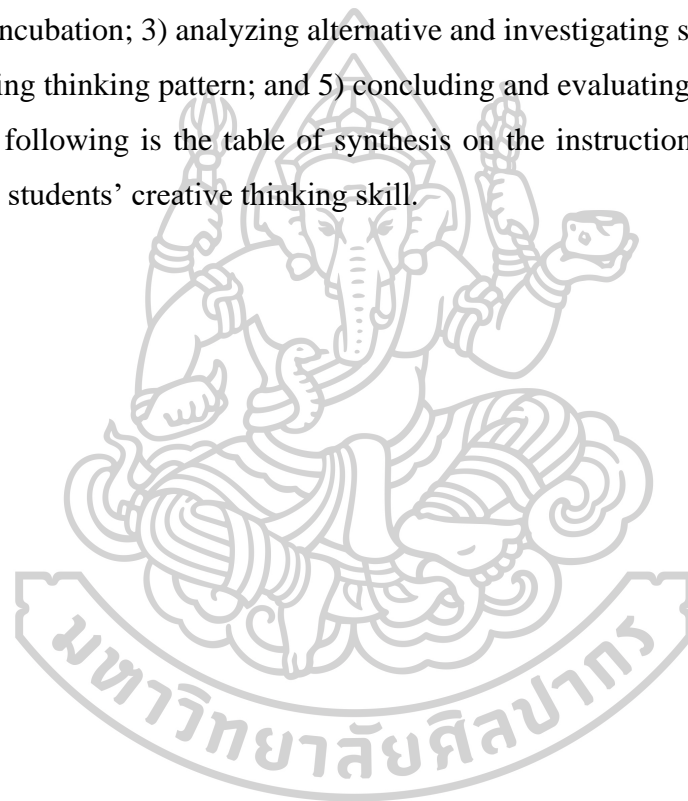 ncubation; 3) analyzing alternative and investigating s
ing thinking pattern; and 5) concluding and evaluating
following is the table of synthesis on the instruction
students’ creative thinking skill.
มหาวิทยาลัยศิลปากร